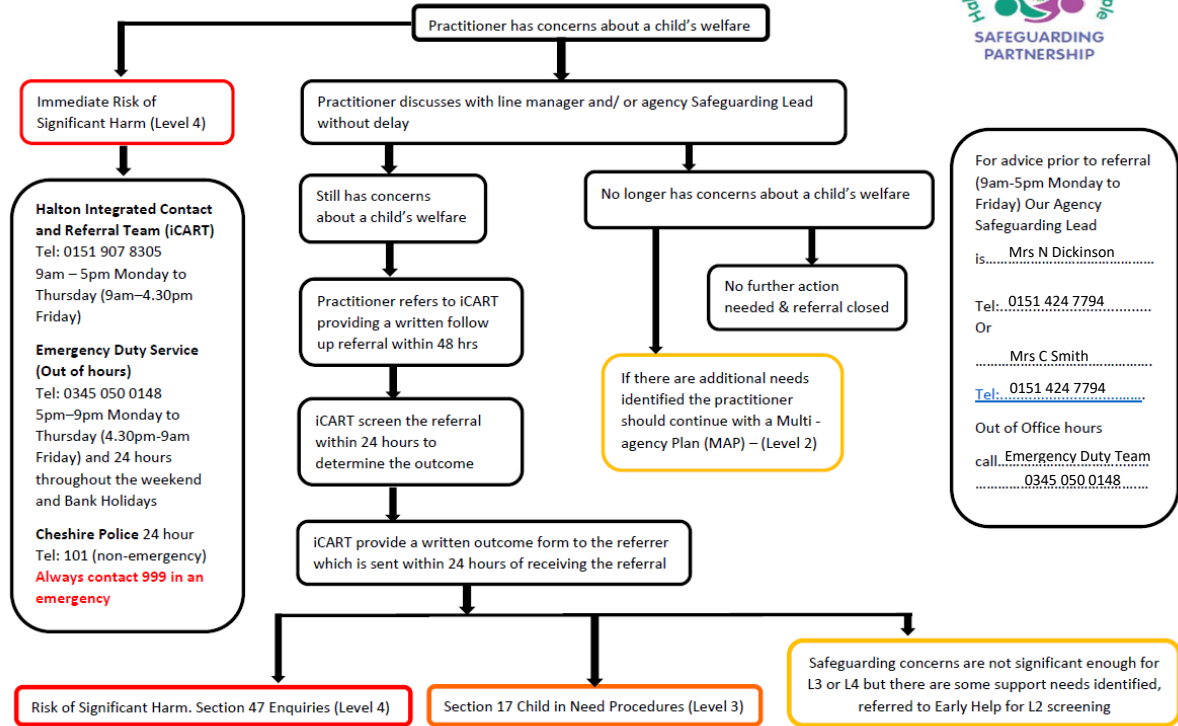 Practitioner has concerns about a child's welfare
SAFEGUARDING
PARTNERSHIP
Immediate Risk of
Significant Harm (Level 4)
Practitioner discusses with line manager and/ or agency Safeguarding Lead
without delay
Halton Integrated Contact
and Referral Team (iCART)
Tel: 0151 907 8305
9am – 5pm Monday to
Thursday (9am–4.30pm
Friday)
Emergency Duty Service
(Out of hours)
Tel: 0345 050 0148
5pm–9pm Monday to
Thursday (4.30pm-9am
Friday) and 24 hours
throughout the weekend
and Bank Holidays
Cheshire Police 24 hour
Tel: 101 (non-emergency)
Always contact 999 in an
emergency
Still has concerns
about a child's welfare
No longer has concerns about a child's welfare
Practitioner refers to iCART
providing a written follow
up referral within 48 hrs
No further action
needed & referral closed
If there are additional needs
identified the practitioner
should continue with a Multi -
agency Plan (MAP) – (Level 2)
iCART screen the referral
within 24 hours to
determine the outcome
iCART provide a written outcome form to the referrer
which is sent within 24 hours of receiving the referral
For advice prior to referral
(9am-5pm Monday to
Friday) Our Agency
Safeguarding Lead
is......Mrs N Dickinson..............................
Tel:...0151 424 7794...........
Or
.........Mrs C Smith.......................
Tel:...0151 424 7794..........
Out of Office hours
call..Emergency Duty Team
...............0345 050 0148.........
Risk of Significant Harm. Section 47 Enquiries (Level 4)
Section 17 Child in Need Procedures (Level 3)
Safeguarding concerns are not significant enough for
L3 or L4 but there are some support needs identified,
referred to Early Help for L2 screening